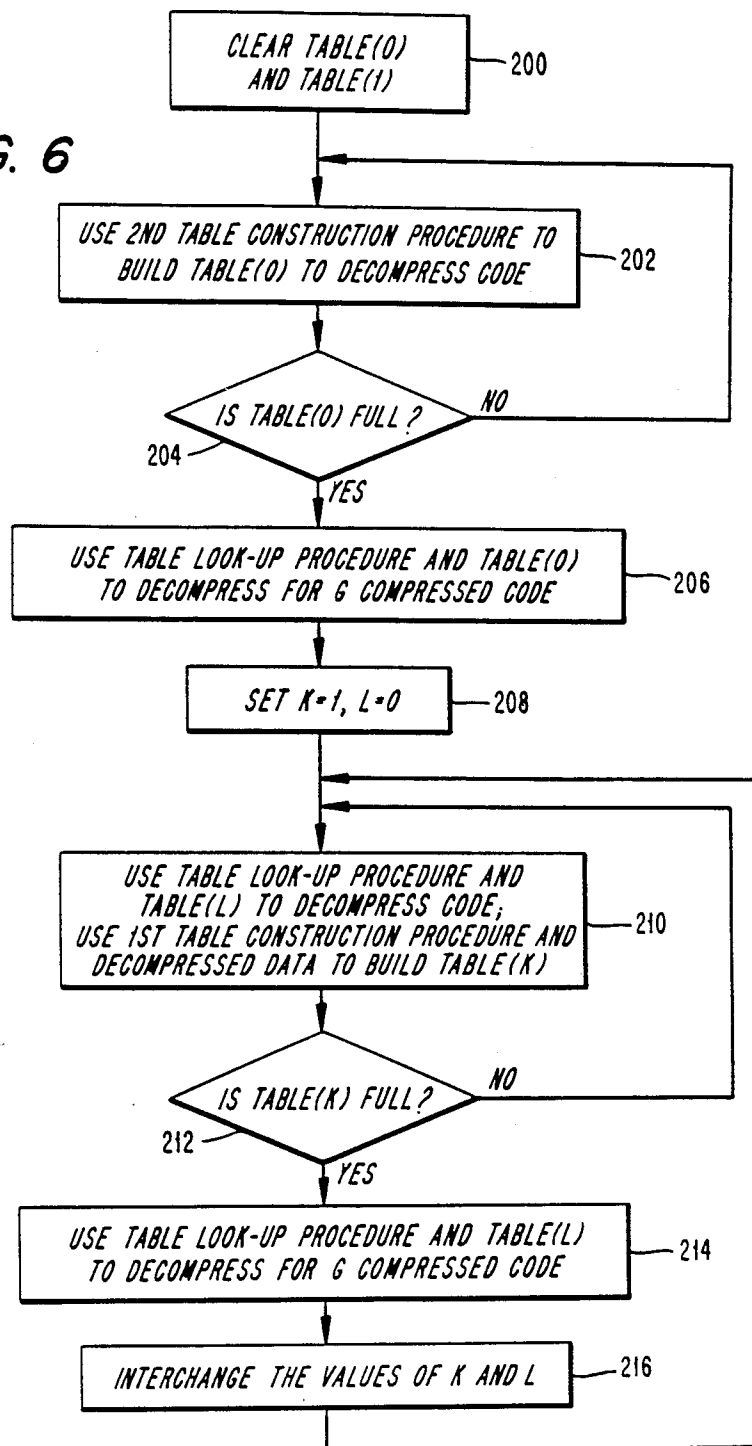 CLEAR TABLE(0)
AND TABLE(1)
200
G. 6
USE 2ND TABLE CONSTRUCTION PROCEDURE TO
BUILD TABLE(0) TO DECOMPRESS CODE
202
IS TABLE(0) FULL?
NO
204
YES
USE TABLE LOOK-UP PROCEDURE AND TABLE(0)
TO DECOMPRESS FOR G COMPRESSED CODE
206
SET K=1, L=0
208
USE TABLE LOOK-UP PROCEDURE AND
TABLE(L) TO DECOMPRESS CODE;
USE 1ST TABLE CONSTRUCTION PROCEDURE AND
DECOMPRESSED DATA TO BUILD TABLE(K)
210
IS TABLE(K) FULL?
NO
212
YES
USE TABLE LOOK-UP PROCEDURE AND TABLE(L)
TO DECOMPRESS FOR G COMPRESSED CODE
214
INTERCHANGE THE VALUES OF K AND L
216